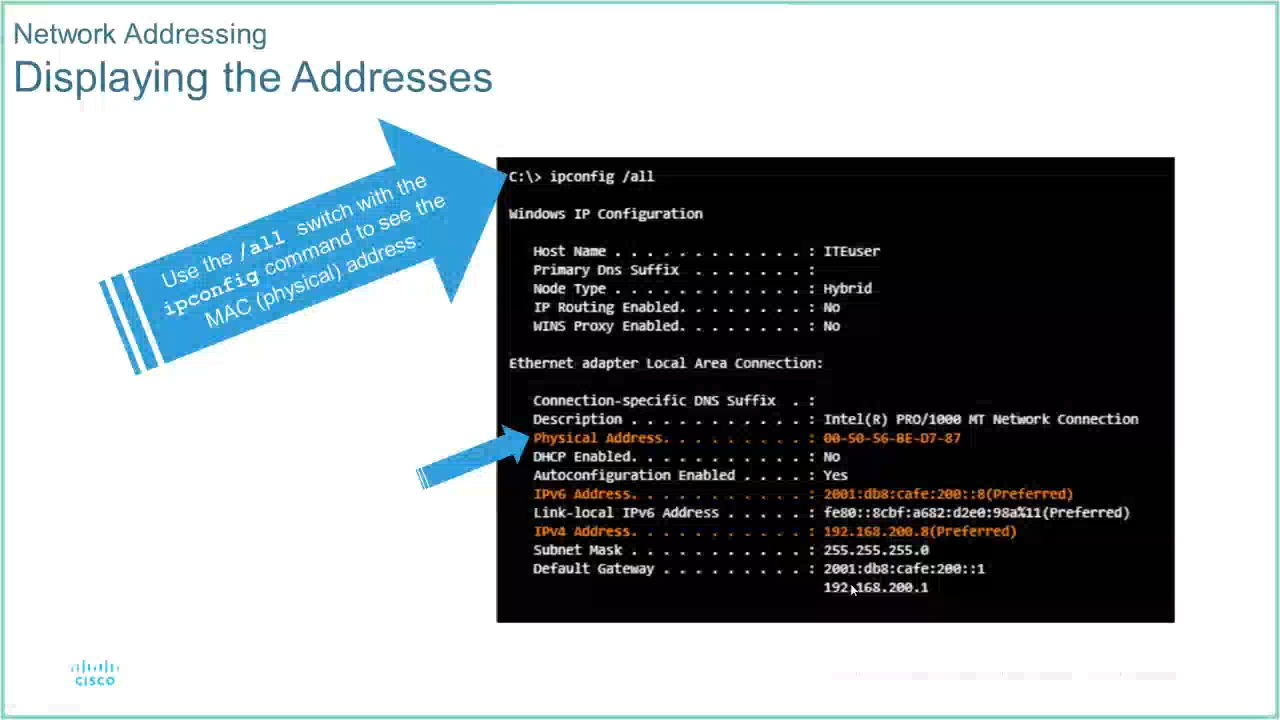 Network Addressing
Displaying the Addresses
Use the /all switch with the
ipconfig command to see the
MAC (physical) address.
C:\> ipconfig /all
Windows IP Configuration
Host Name . . . . . . . . . . . . : ITEuser
Primary Dns Suffix . . . . . . . :
Node Type . . . . . . . . . . . . : Hybrid
IP Routing Enabled. . . . . . . . : No
WINS Proxy Enabled. . . . . . . . : No
Ethernet adapter Local Area Connection:
Connection-specific DNS Suffix . :
Description . . . . . . . . . . . : Intel(R) PRO/1000 MT Network Connection
Physical Address. . . . . . . . . : 00-50-56-BE-D7-87
DHCP Enabled. . . . . . . . . . . : No
Autoconfiguration Enabled . . . . : Yes
IPv6 Address. . . . . . . . . . . : 2001:db8:cafe:200::8(Preferred)
Link-local IPv6 Address . . . . . : fe80::8cbf:a682:d2e0:98a%11(Preferred)
IPv4 Address. . . . . . . . . . . : 192.168.200.8(Preferred)
Subnet Mask . . . . . . . . . . . : 255.255.255.0
Default Gateway . . . . . . . . . : 2001:db8:cafe:200::1
192.168.200.1
CISCO